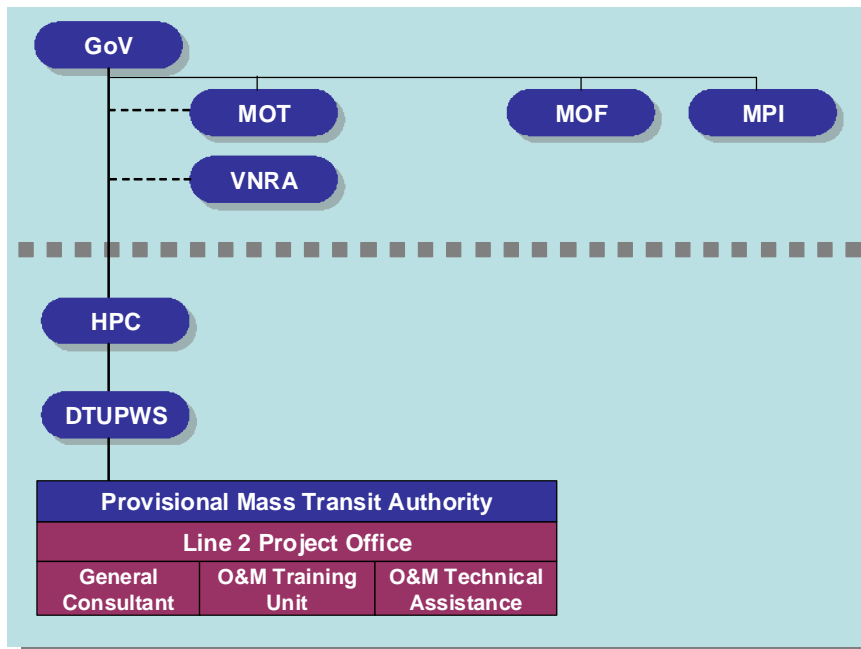 GoV
MOT
MOF
MPI
VNRA
HPC
DTUPWS
Provisional Mass Transit Authority
Line 2 Project Office
General
Consultant
O&M Training
Unit
O&M Technical
Assistance